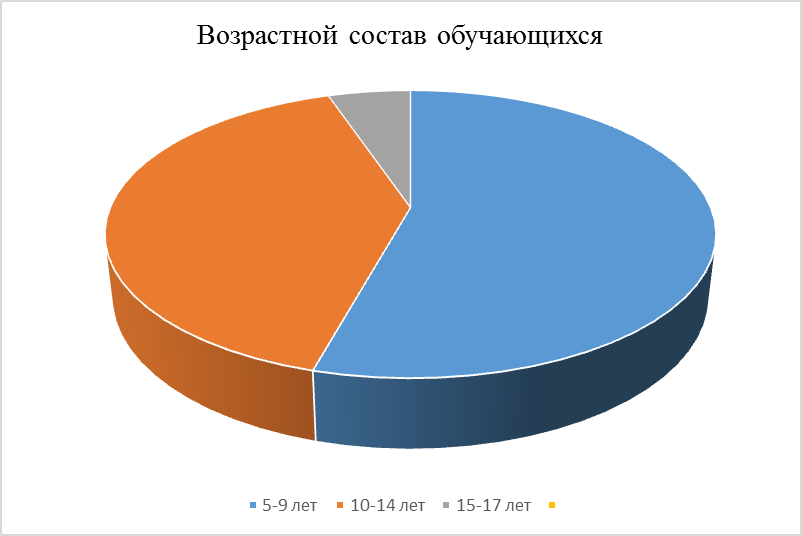 Возрастной состав обучающихся
5-9 лет 10-14 лет 15-17 лет